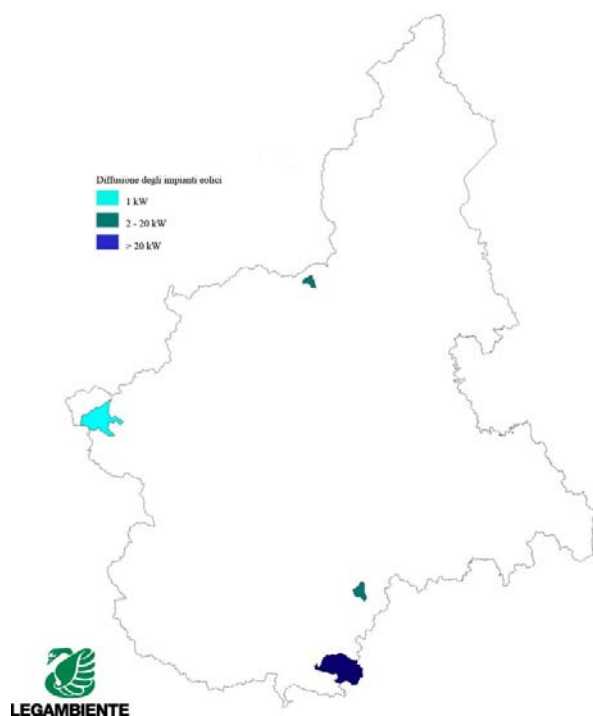 Diffusione degli impianti eolici
1 kW
2 - 20 kW
> 20 kW
LEGAMBIENTE